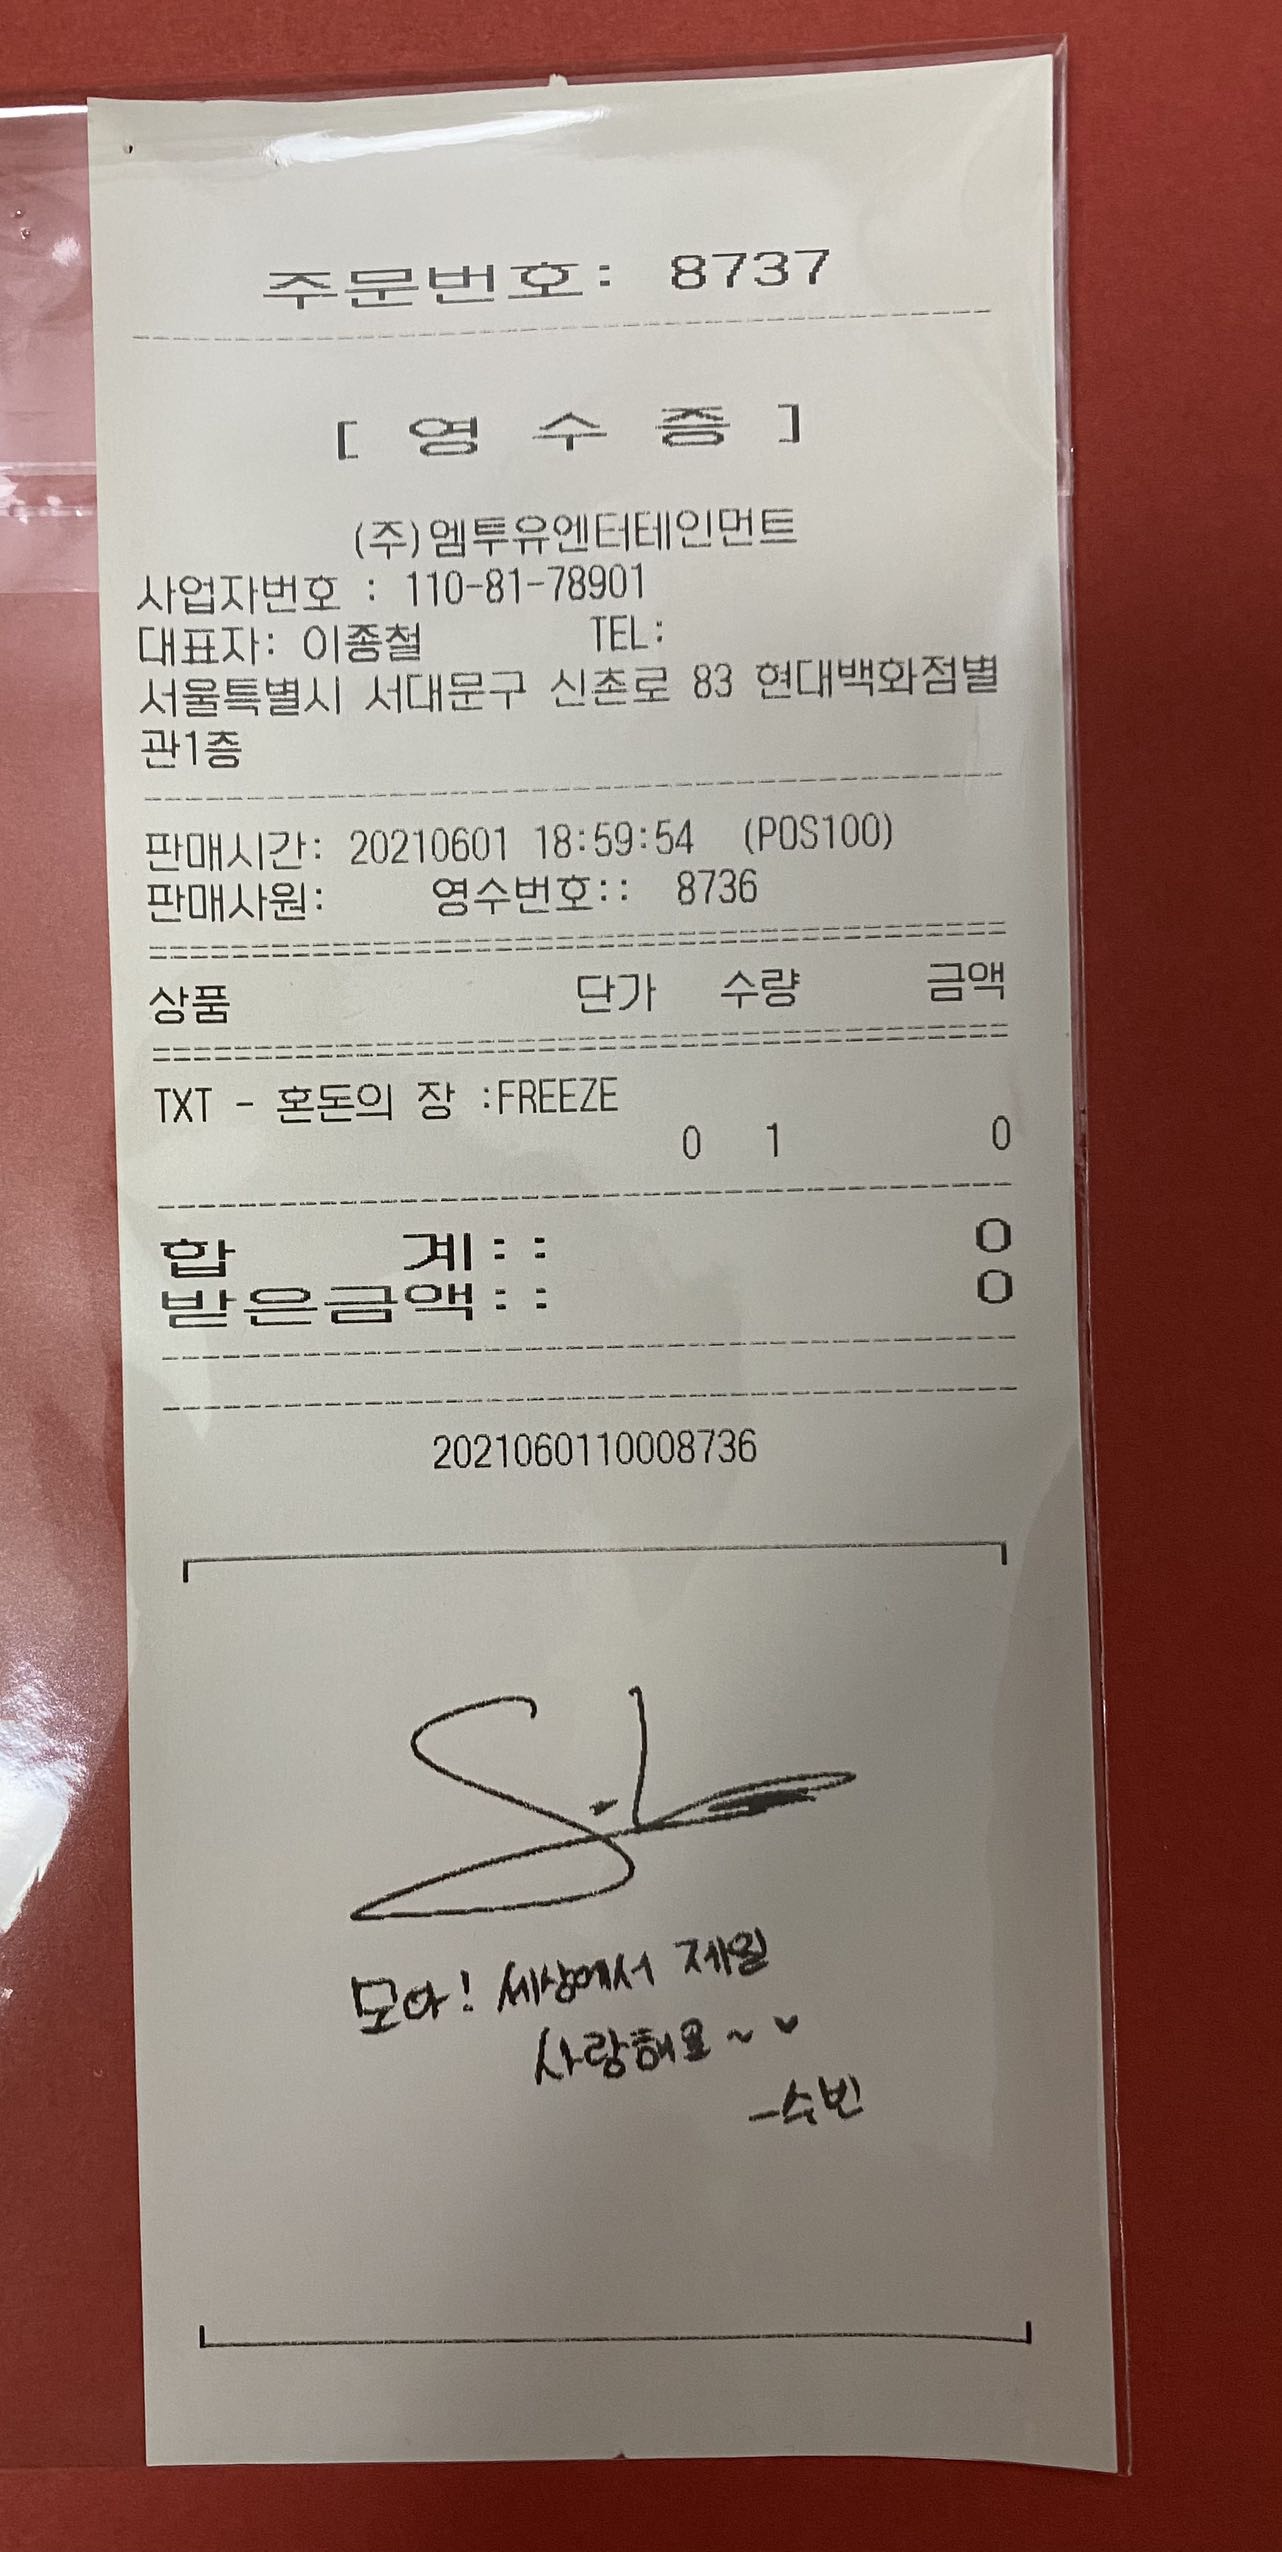 주문번호: 8737
[ 영 수 증 ]
(주)엠투유엔터테인먼트
사업자번호 : 110-81-78901
대표자: 이종철 TEL:
서울특별시 서대문구 신촌로 83 현대백화점별
관1층
판매시간: 20210601 18:59:54 (POS100)
판매사원: 영수번호:: 8736
상품 단가 수량 금액
TXT - 혼돈의 장 :FREEZE
0 1 0
합 계:: 0
받은금액:: 0
2021060110008736
모아! 세상에서 제일
사랑해요~♥
-수빈